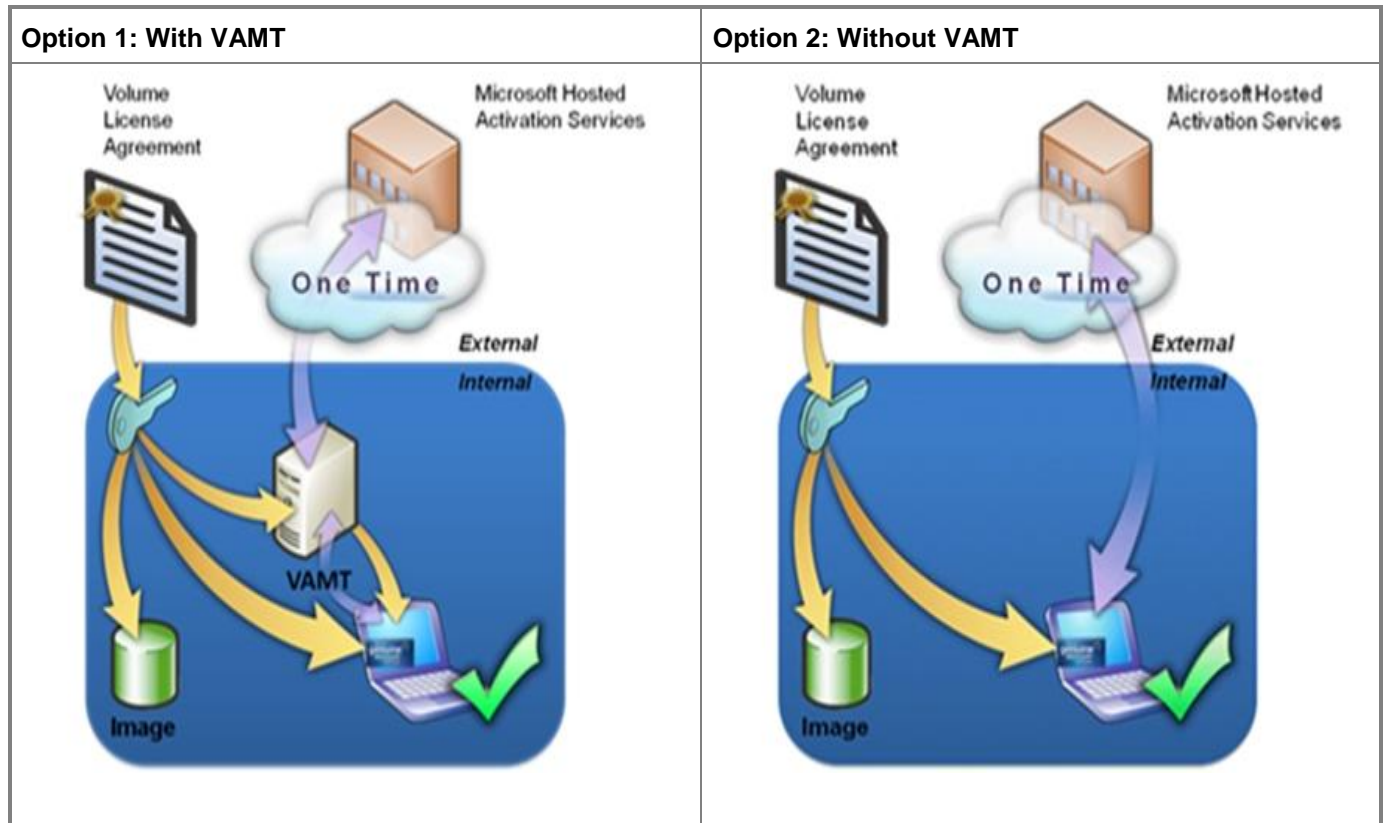 Option 1: With VAMT
Option 2: Without VAMT
Volume
License
Agreement
Microsoft Hosted
Activation Services
One Time
External
Internal
VAMT
Image
Volume
License
Agreement
Microsoft Hosted
Activation Services
One Time
External
Internal
Image